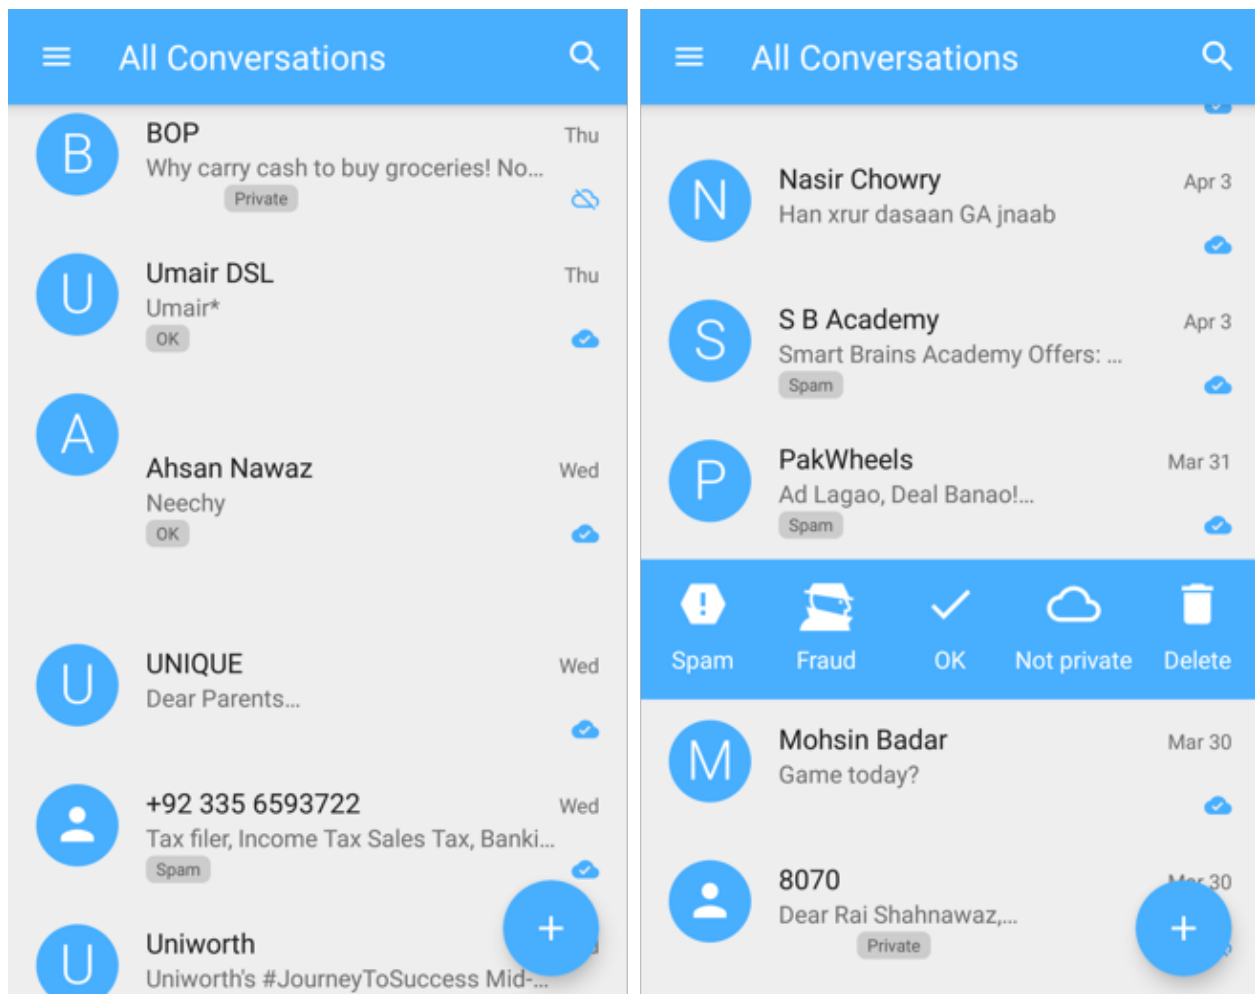 All Conversations
B
BOP
Thu
Why carry cash to buy groceries! No...
Private
U
Umair DSL
Thu
Umair*
OK
A
Ahsan Nawaz
Wed
Neechy
OK
U
UNIQUE
Wed
Dear Parents...
+92 335 6593722
Wed
Tax filer, Income Tax Sales Tax, Banki...
Spam
U
Uniworth
Uniworth's #JourneyToSuccess Mid-...
All Conversations
N
Nasir Chowry
Apr 3
Han xrur dasaan GA jnaab
S
S B Academy
Apr 3
Smart Brains Academy Offers: ...
Spam
P
PakWheels
Mar 31
Ad Lagao, Deal Banao!...
Spam
Spam Fraud OK Not private Delete
M
Mohsin Badar
Mar 30
Game today?
8070
Mar 30
Dear Rai Shahnawaz,...
Private